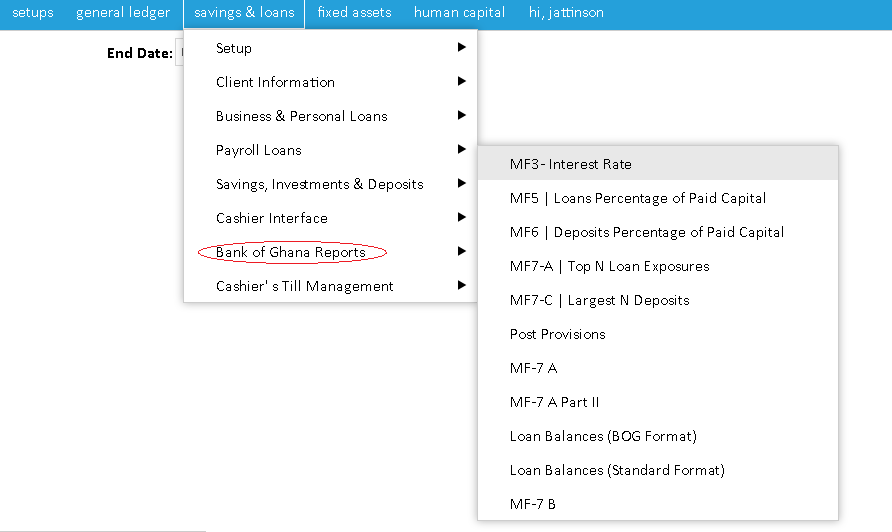 setups general ledger savings & loans fixed assets human capital hi, jattinson
End Date:
Setup
Client Information
Business & Personal Loans
Payroll Loans
Savings, Investments & Deposits
Cashier Interface
Bank of Ghana Reports
Cashier' s Till Management
MF3- Interest Rate
MF5 | Loans Percentage of Paid Capital
MF6 | Deposits Percentage of Paid Capital
MF7-A | Top N Loan Exposures
MF7-C | Largest N Deposits
Post Provisions
MF-7 A
MF-7 A Part II
Loan Balances (BOG Format)
Loan Balances (Standard Format)
MF-7 B